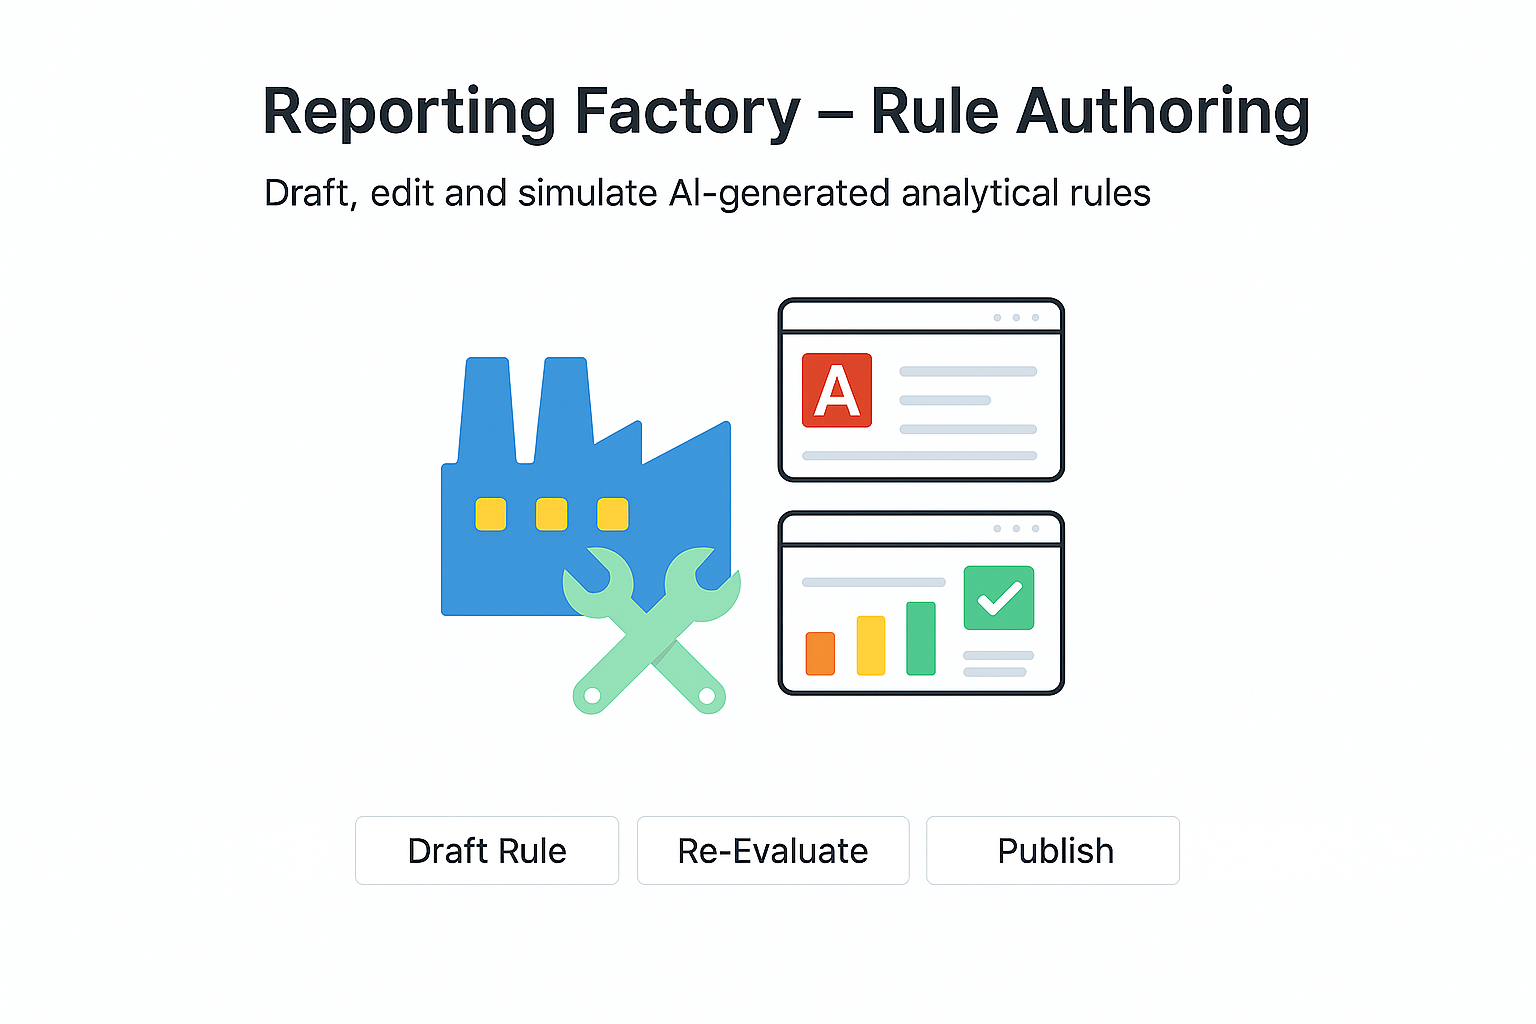 Reporting Factory – Rule Authoring
Draft, edit and simulate AI-generated analytical rules
A
Draft Rule
Re-Evaluate
Publish